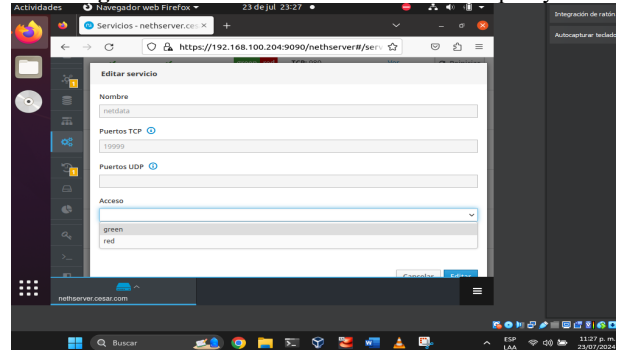 Actividades
Navegador web Firefox
23 de jul 23:27
Integración de ratón
Servicios - nethserver.ces
Autocapturar teclado
https://192.168.100.204:9090/nethserver#/serv
Editar servicio
Nombre
netdata
Puertos TCP
19999
Puertos UDP
Acceso
green
red
Cancelar Editar
nethserver.cesar.com
Buscar
ESP
LAA
11:27 p. m.
23/07/2024